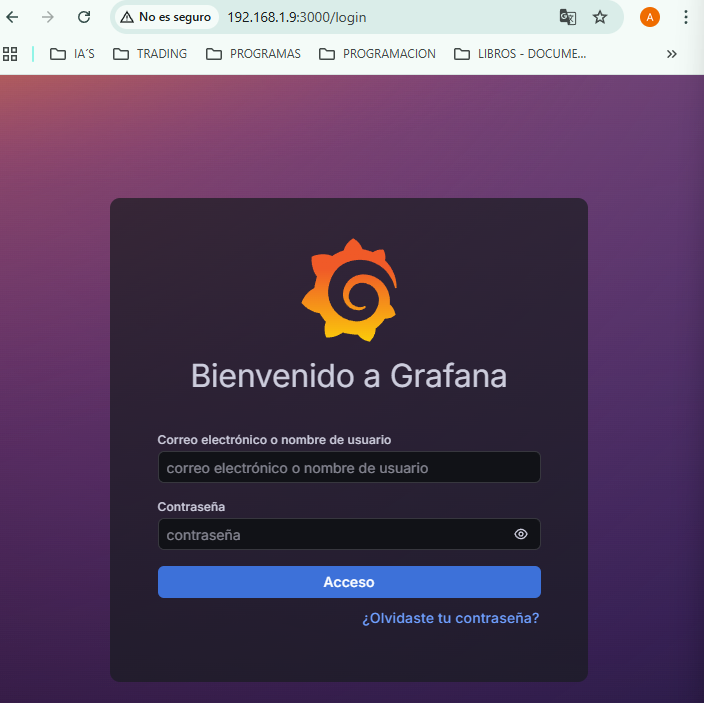 No es seguro 192.168.1.9:3000/login A
IA´S TRADING PROGRAMAS PROGRAMACION LIBROS - DOCUME... »
Bienvenido a Grafana
Correo electrónico o nombre de usuario
correo electrónico o nombre de usuario
Contraseña
contraseña
Acceso
¿Olvidaste tu contraseña?